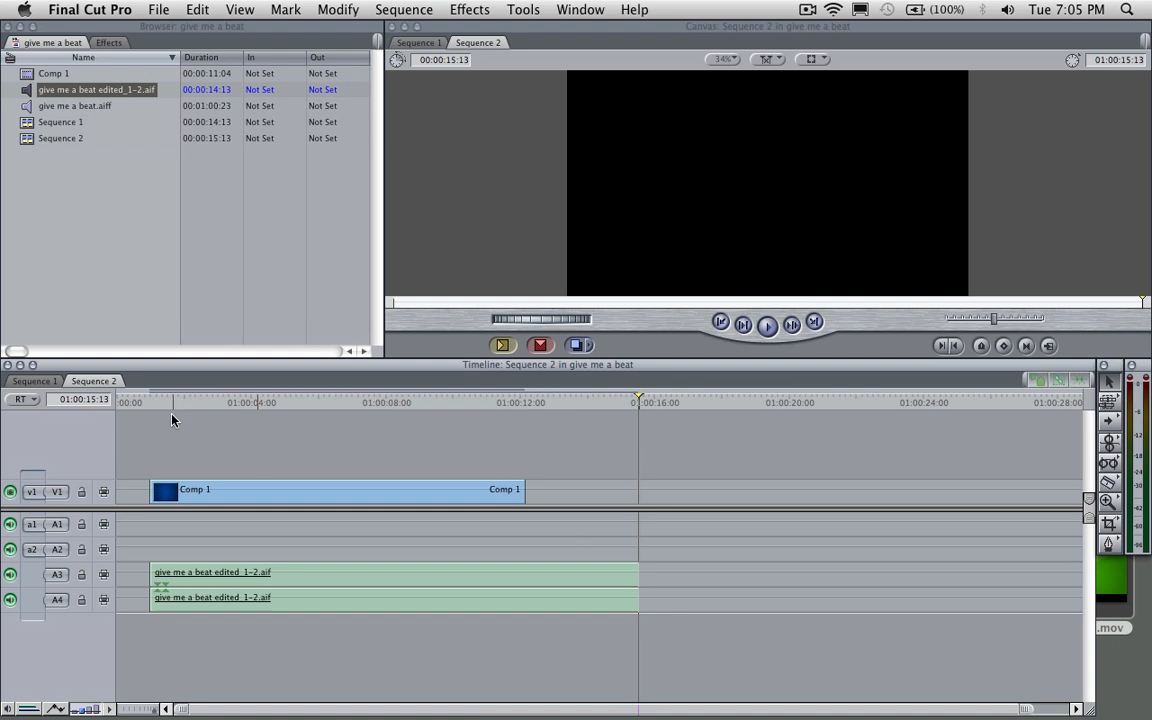 Final Cut Pro File Edit View Mark Modify Sequence Effects Tools Window Help (100%) Tue 7:05 PM
Browser: give me a beat
Canvas: Sequence 2 in give me a beat
give me a beat Effects
Sequence 1 Sequence 2
Name Duration In Out
00:00:15:13 34% 01:00:15:13
Comp 1 00:00:11:04 Not Set Not Set
give me a beat edited_1-2.aif 00:00:14:13 Not Set Not Set
give me a beat.aiff 00:01:00:23 Not Set Not Set
Sequence 1 00:00:14:13 Not Set Not Set
Sequence 2 00:00:15:13 Not Set Not Set
Timeline: Sequence 2 in give me a beat
Sequence 1 Sequence 2
RT 01:00:15:13 :00:00 01:00:04:00 01:00:08:00 01:00:12:00 01:00:16:00 01:00:20:00 01:00:24:00 01:00:28:00
v1 V1 Comp 1 Comp 1
a1 A1
a2 A2
A3 give me a beat edited_1-2.aif
A4 give me a beat edited_1-2.aif
0
-6
-12
-18
-24
-32
-42
-60
-96
.mov